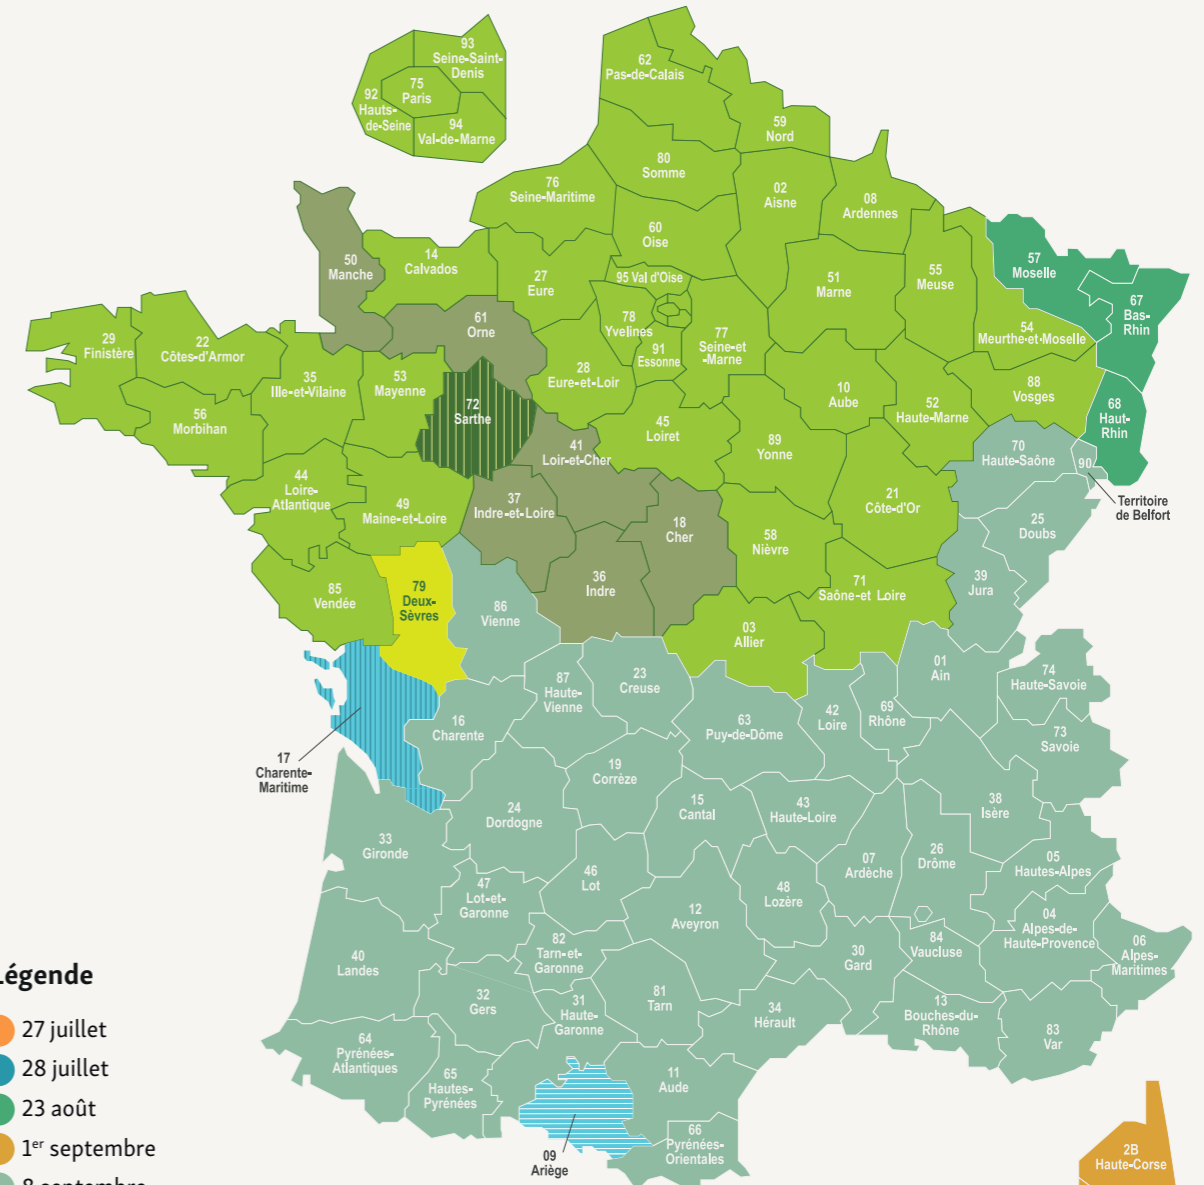 93
Seine-Saint-
Denis
75
Paris
92
Hauts-
de-Seine
94
Val-de-Marne
62
Pas-de-Calais
59
Nord
80
Somme
76
Seine-Maritime
02
Aisne
08
Ardennes
60
Oise
50
Manche
14
Calvados
27
Eure
95 Val d'Oise
51
Marne
55
Meuse
57
Moselle
67
Bas-
Rhin
61
Orne
78
Yvelines
91
Essonne
77
Seine-et
-Marne
54
Meurthe-et-Moselle
29
Finistère
22
Côtes-d'Armor
35
Ille-et-Vilaine
53
Mayenne
28
Eure-et-Loir
10
Aube
52
Haute-Marne
88
Vosges
68
Haut-
Rhin
56
Morbihan
72
Sarthe
45
Loiret
89
Yonne
41
Loir-et-Cher
70
Haute-Saône
90
Territoire
de Belfort
44
Loire-
Atlantique
49
Maine-et-Loire
37
Indre-et-Loire
18
Cher
58
Nièvre
21
Côte-d'Or
25
Doubs
85
Vendée
79
Deux-
Sèvres
86
Vienne
36
Indre
03
Allier
71
Saône-et Loire
39
Jura
17
Charente-
Maritime
16
Charente
87
Haute-
Vienne
23
Creuse
63
Puy-de-Dôme
42
Loire
69
Rhône
01
Ain
74
Haute-Savoie
73
Savoie
33
Gironde
24
Dordogne
19
Corrèze
15
Cantal
43
Haute-Loire
38
Isère
07
Ardèche
26
Drôme
05
Hautes-Alpes
47
Lot-et-
Garonne
46
Lot
12
Aveyron
48
Lozère
04
Alpes-de-
Haute-Provence
06
Alpes-
Maritimes
40
Landes
82
Tarn-et-
Garonne
30
Gard
84
Vaucluse
32
Gers
31
Haute-
Garonne
81
Tarn
34
Hérault
13
Bouches-du-
Rhône
83
Var
64
Pyrénées-
Atlantiques
65
Hautes-
Pyrénées
11
Aude
66
Pyrénées-
Orientales
09
Ariège
2B
Haute-Corse
Légende
27 juillet
28 juillet
23 août
1er septembre
8 septembre